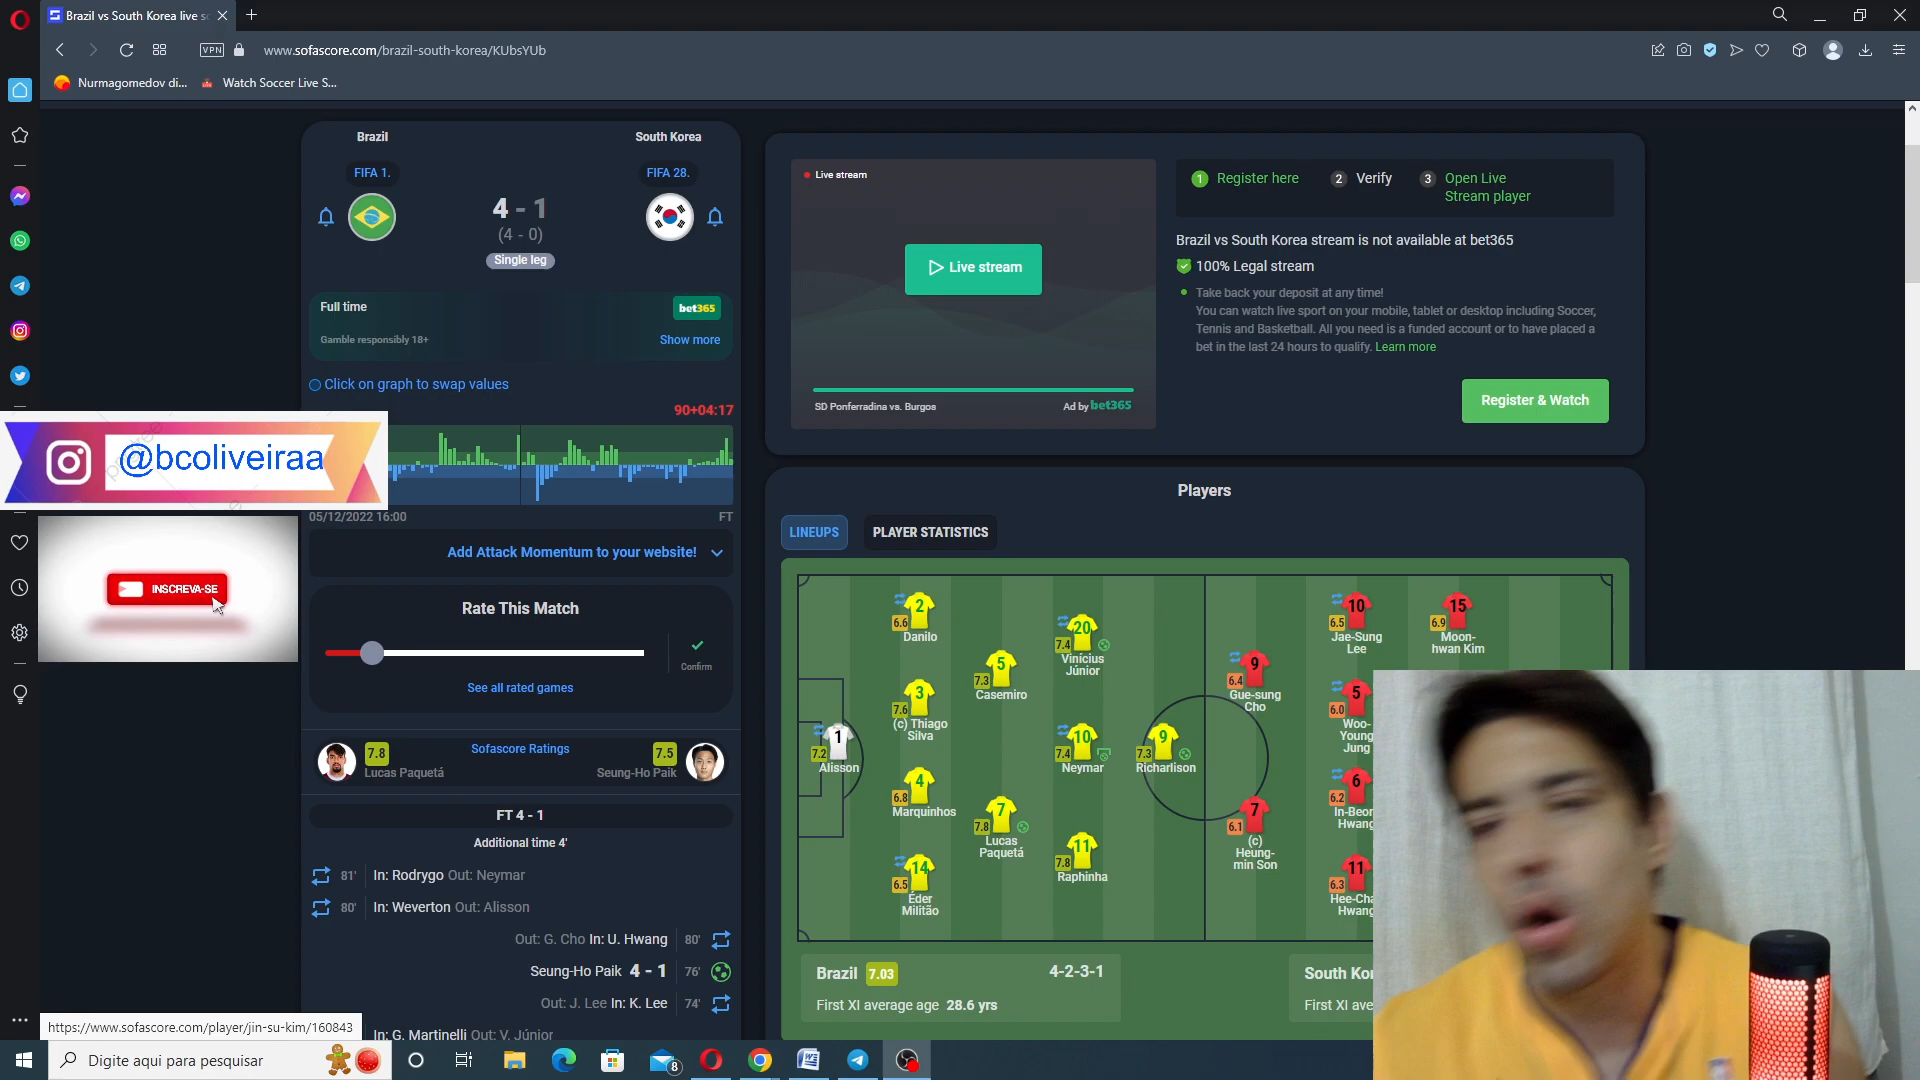 Brazil vs South Korea live sc
VPN
www.sofascore.com/brazil-south-korea/KUbsYUb
Nurmagomedov di...
Watch Soccer Live S...
Brazil
South Korea
FIFA 1.
FIFA 28.
4 - 1
(4 - 0)
Single leg
Full time
bet365
Gamble responsibly 18+
Show more
Click on graph to swap values
90+04:17
@bcoliveiraa
05/12/2022 16:00
FT
Add Attack Momentum to your website!
INSCREVA-SE
Rate This Match
Confirm
See all rated games
7.8
Lucas Paquetá
Sofascore Ratings
7.5
Seung-Ho Paik
FT 4 - 1
Additional time 4'
81' In: Rodrygo Out: Neymar
80' In: Weverton Out: Alisson
Out: G. Cho In: U. Hwang 80'
Seung-Ho Paik 4 - 1 76'
Out: J. Lee In: K. Lee 74'
In: G. Martinelli Out: V. Júnior
https://www.sofascore.com/player/jin-su-kim/160843
Live stream
Live stream
SD Ponferradina vs. Burgos
Ad by bet365
1 Register here
2 Verify
3 Open Live
Stream player
Brazil vs South Korea stream is not available at bet365
100% Legal stream
Take back your deposit at any time!
You can watch live sport on your mobile, tablet or desktop including Soccer,
Tennis and Basketball. All you need is a funded account or to have placed a
bet in the last 24 hours to qualify. Learn more
Register & Watch
Players
LINEUPS
PLAYER STATISTICS
2
6.6
Danilo
3
7.6
(c) Thiago
Silva
1
7.2
Alisson
4
6.8
Marquinhos
14
6.5
Éder
Militão
5
7.3
Casemiro
7
7.8
Lucas
Paquetá
20
7.4
Vinícius
Júnior
10
7.4
Neymar
11
7.8
Raphinha
9
7.3
Richarlison
9
6.4
Gue-sung
Cho
7
6.1
(c)
Heung-
min Son
10
6.5
Jae-Sung
Lee
15
6.9
Moon-
hwan Kim
5
6.0
Woo-
Young
Jung
6
6.2
In-Beom
Hwang
11
6.3
Hee-Cha
Hwang
Brazil 7.03
4-2-3-1
First XI average age 28.6 yrs
South Ko
First XI ave
Digite aqui para pesquisar
8